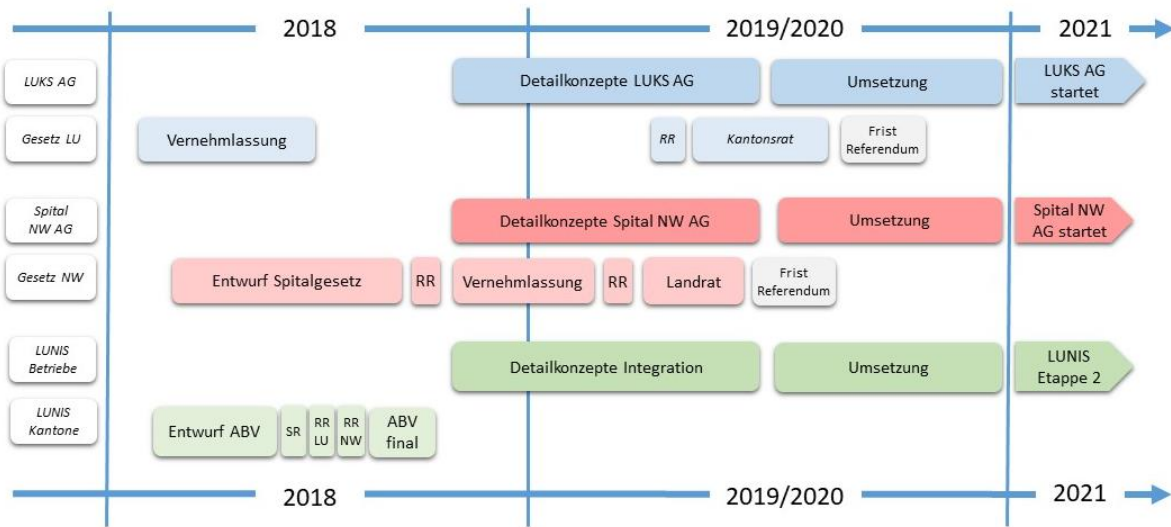 2018 2019/2020 2021
LUKS AG
Detailkonzepte LUKS AG
Umsetzung
LUKS AG
startet
Gesetz LU
Vernehmlassung
RR
Kantonsrat
Frist
Referendum
Spital
NW AG
Detailkonzepte Spital NW AG
Umsetzung
Spital NW
AG startet
Gesetz NW
Entwurf Spitalgesetz
RR
Vernehmlassung
RR
Landrat
Frist
Referendum
LUNIS
Betriebe
Detailkonzepte Integration
Umsetzung
LUNIS
Etappe 2
LUNIS
Kantone
Entwurf ABV
SR
RR
LU
RR
NW
ABV
final
2018 2019/2020 2021